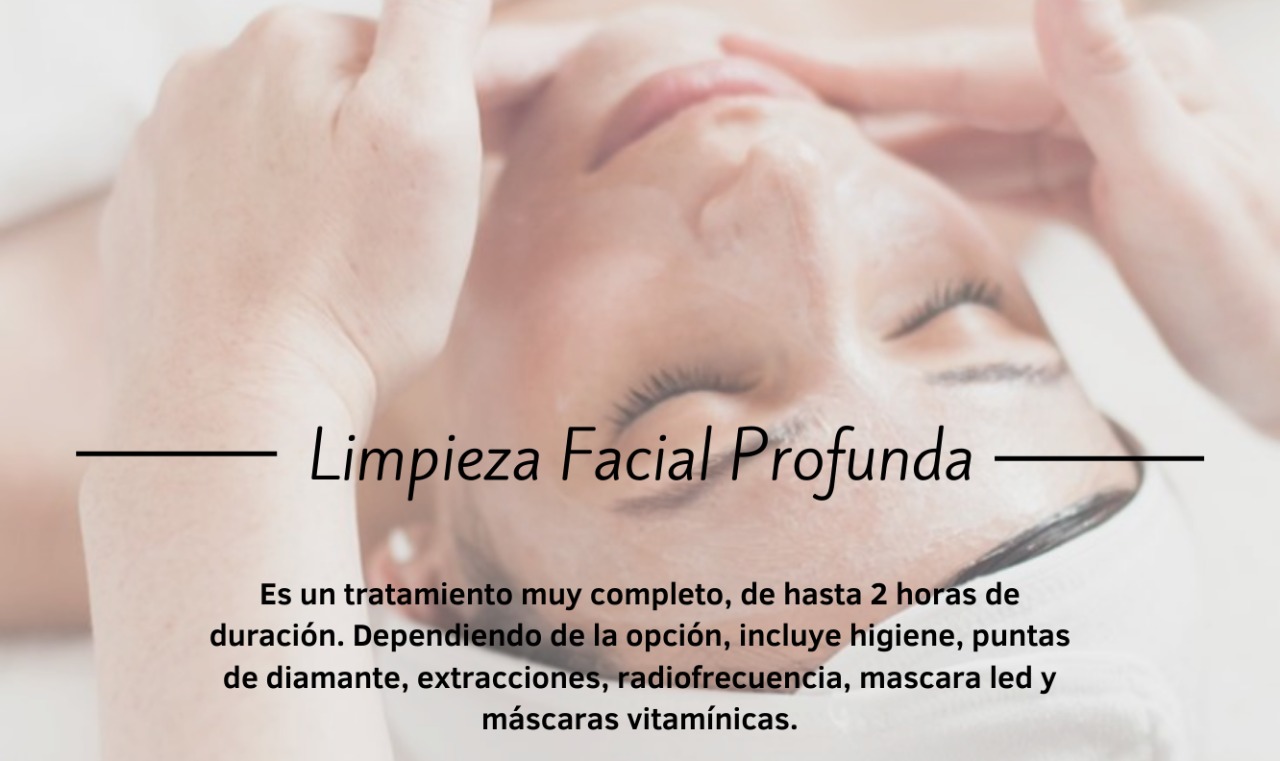 Limpieza Facial Profunda
Es un tratamiento muy completo, de hasta 2 horas de
duración. Dependiendo de la opción, incluye higiene, puntas
de diamante, extracciones, radiofrecuencia, mascara led y
máscaras vitamínicas.